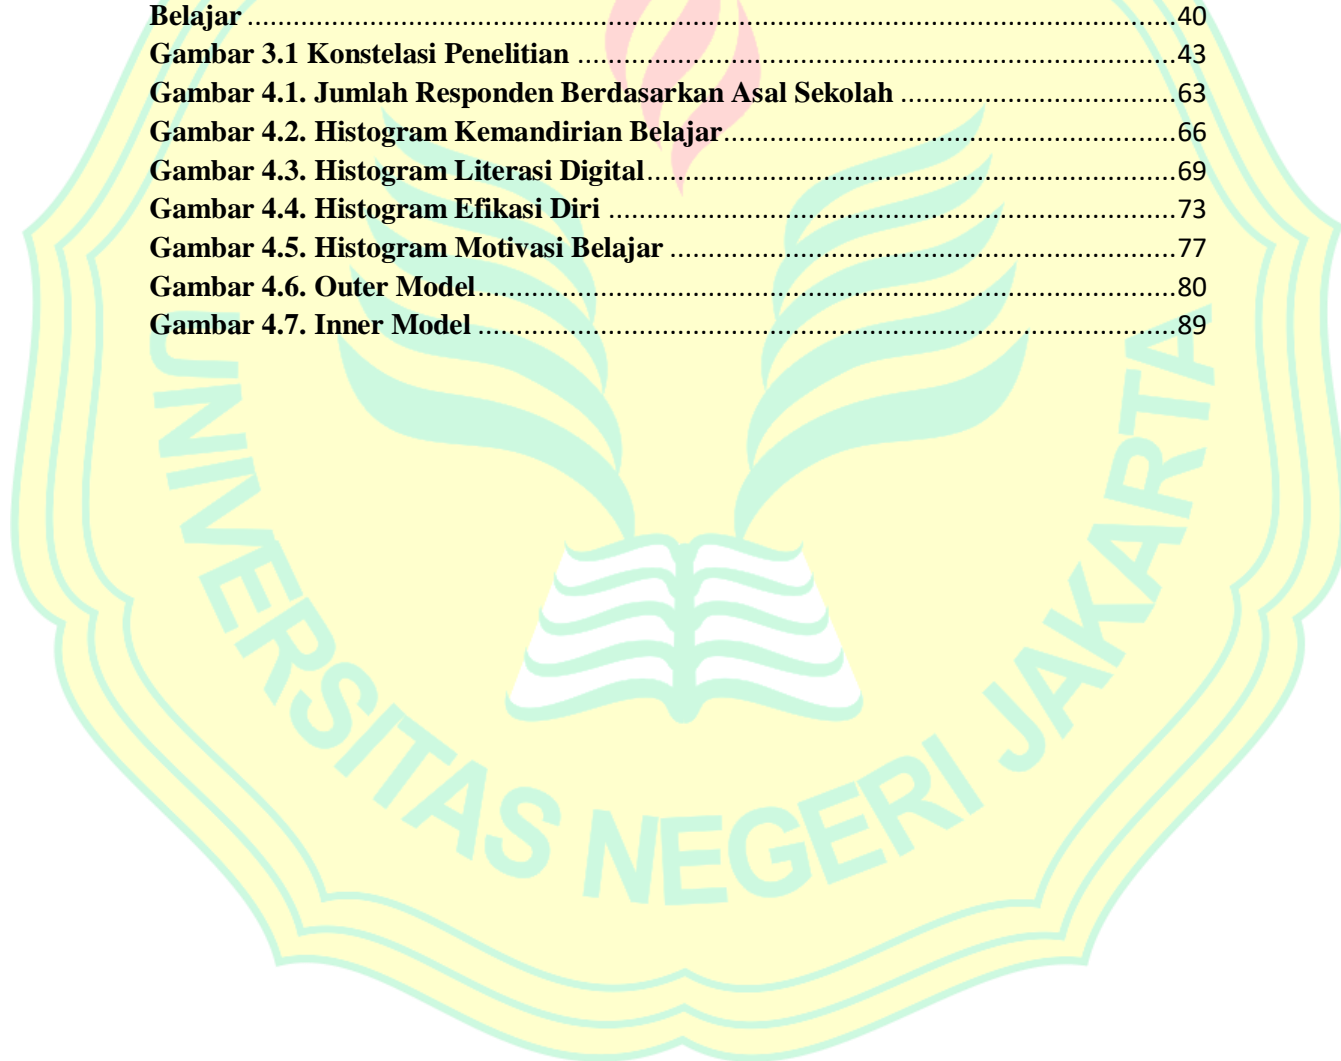 Belajar........................................................................................................................40
Gambar 3.1 Konstelasi Penelitian ..............................................................................43
Gambar 4.1. Jumlah Responden Berdasarkan Asal Sekolah ....................................63
Gambar 4.2. Histogram Kemandirian Belajar...........................................................66
Gambar 4.3. Histogram Literasi Digital.....................................................................69
Gambar 4.4. Histogram Efikasi Diri ..........................................................................73
Gambar 4.5. Histogram Motivasi Belajar ..................................................................77
Gambar 4.6. Outer Model...........................................................................................80
Gambar 4.7. Inner Model ...........................................................................................89
UNIVERSITAS NEGERI JAKARTA